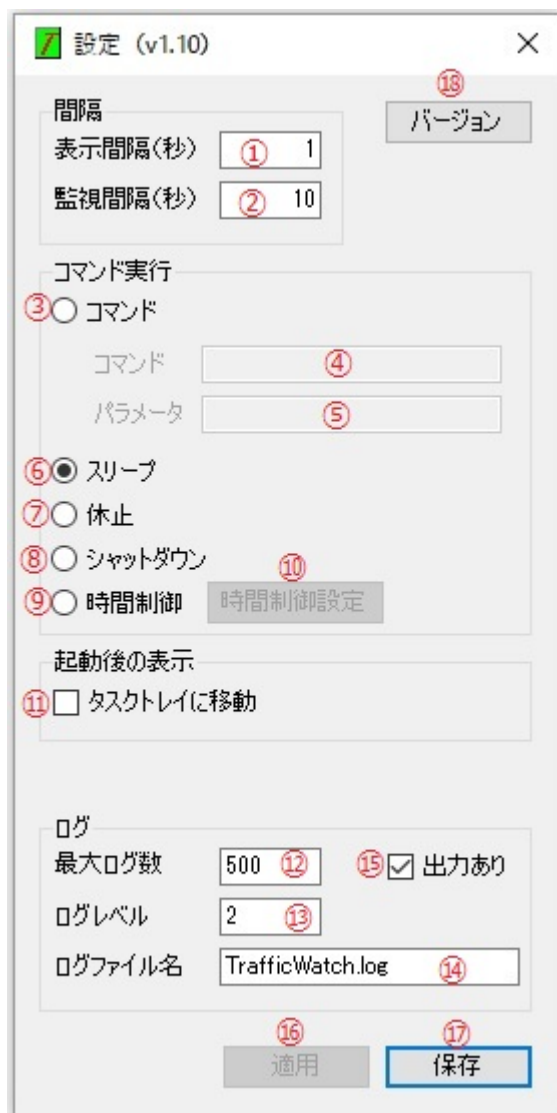 設定 (v1.10)
⑱
間隔
バージョン
表示間隔(秒) ① 1
監視間隔(秒) ② 10
コマンド実行
③ コマンド
コマンド ④
パラメータ ⑤
⑥ スリープ
⑦ 休止
⑧ シャットダウン
⑩
⑨ 時間制御 時間制御設定
起動後の表示
⑪ タスクトレイに移動
ログ
最大ログ数 500 ⑫ ⑮ 出力あり
ログレベル 2 ⑬
ログファイル名 TrafficWatch.log ⑭
⑯ ⑰
適用 保存